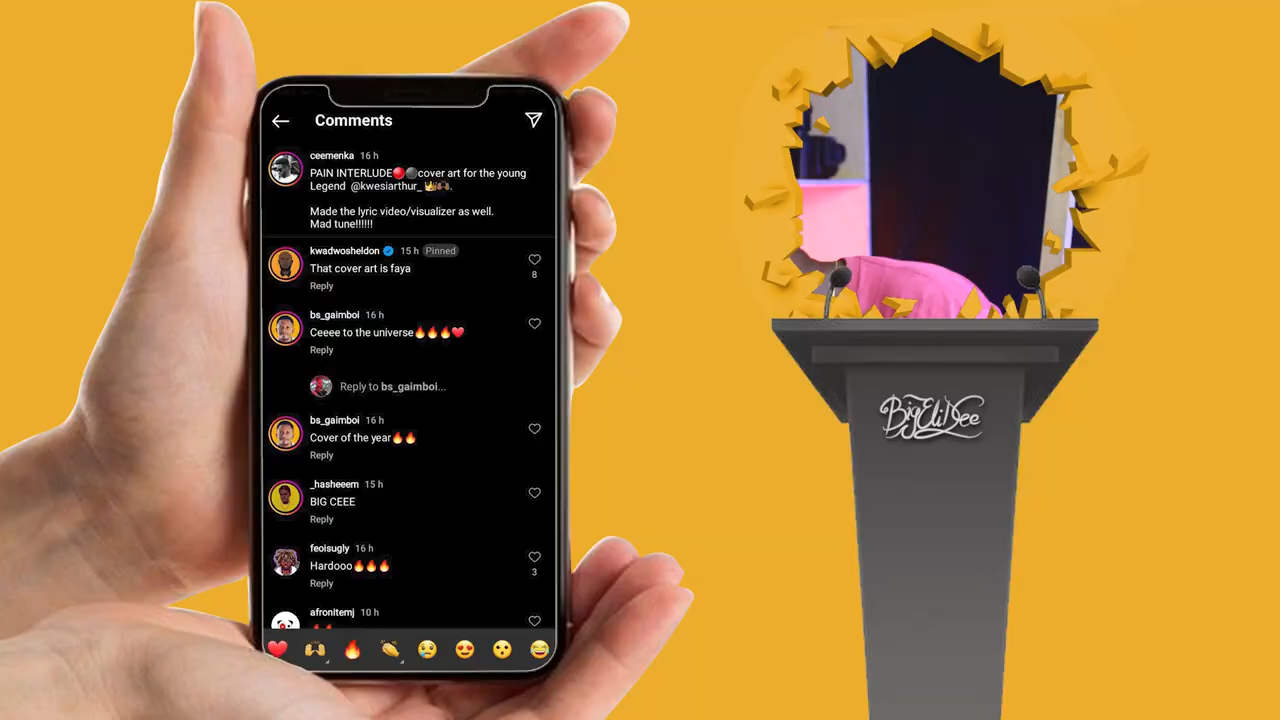 Comments
ceemenka 16 h
PAIN INTERLUDE🔴⚫cover art for the young
Legend @kwesiarthur_ 👑🙏🏾.
Made the lyric video/visualizer as well.
Mad tune!!!!!!
kwadwosheldon 15 h Pinned
That cover art is faya
8
Reply
bs_gaimboi 16 h
Ceeee to the universe🔥🔥🔥❤️
Reply
Reply to bs_gaimboi...
bs_gaimboi 16 h
Cover of the year🔥🔥
Reply
_hasheeem 15 h
BIG CEEE
Reply
feoisugly 16 h
Hardooo🔥🔥🔥
3
Reply
afronitemj 10 h
BigEliDee